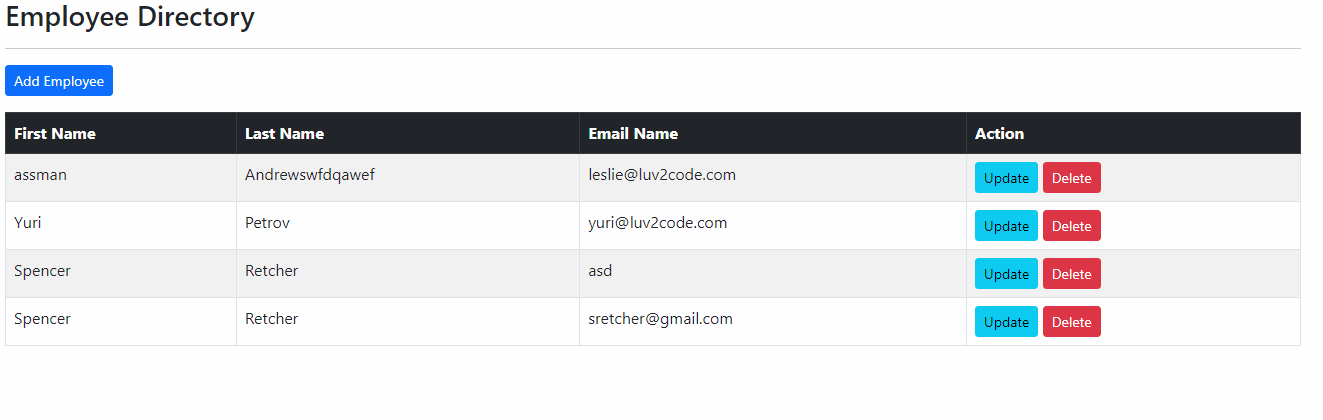 Employee Directory
Add Employee
First Name Last Name Email Name Action
assman Andrewswfdqawef leslie@luv2code.com Update Delete
Yuri Petrov yuri@luv2code.com Update Delete
Spencer Retcher asd Update Delete
Spencer Retcher sretcher@gmail.com Update Delete